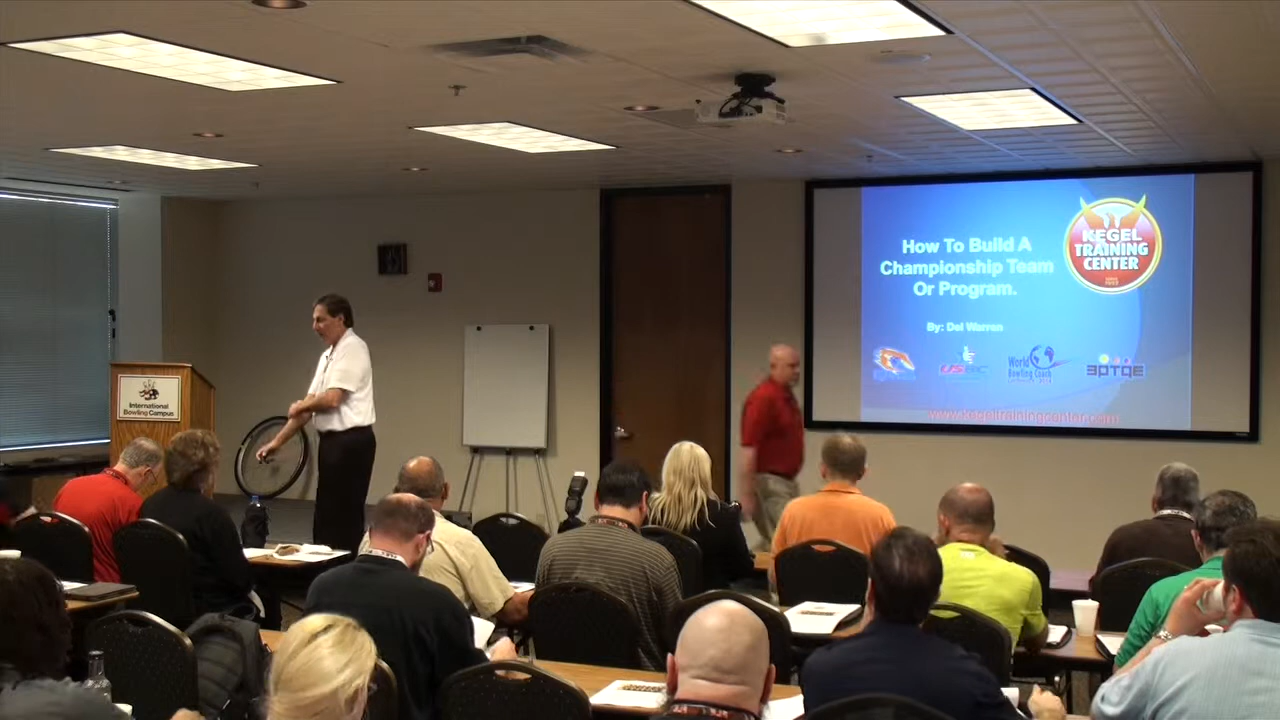 International
Bowling Campus
How To Build A
Championship Team
Or Program.
By: Del Warren
KEGEL
TRAINING
CENTER
World
Bowling Coach
www.kegeltrainingcenter.com